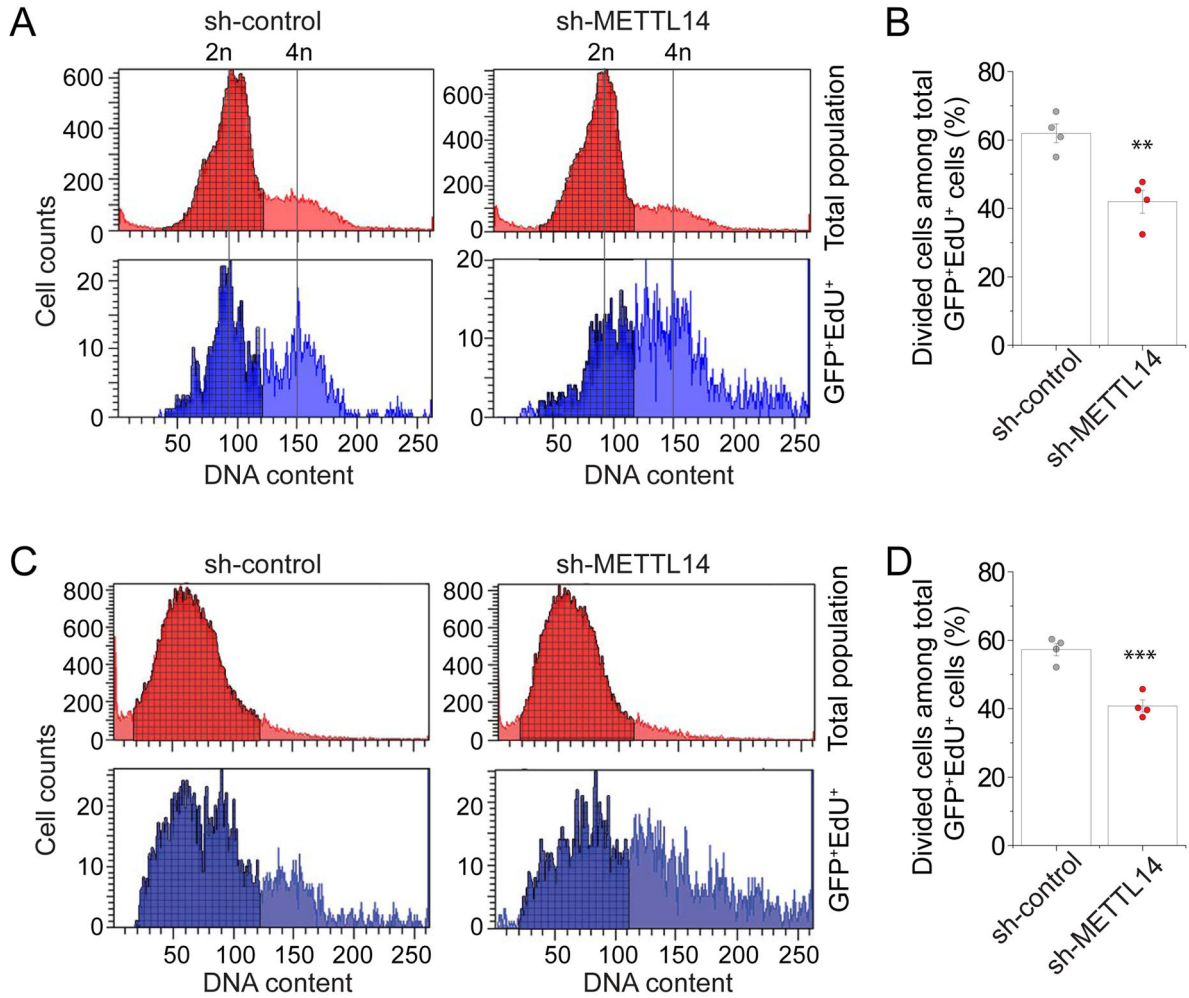 A
sh-control
sh-METTL14
B
2n
4n
2n
4n
600
400
200
0
600
400
200
0
Total population
20
10
0
20
10
0
GFP⁺EdU⁺
Cell counts
50 100 150 200 250
50 100 150 200 250
DNA content
DNA content
Divided cells among total
GFP⁺EdU⁺ cells (%)
80
60
40
20
0
**
sh-control
sh-METTL14
C
sh-control
sh-METTL14
D
800
600
400
200
0
800
600
400
200
0
Total population
20
10
0
20
10
0
GFP⁺EdU⁺
Cell counts
50 100 150 200 250
50 100 150 200 250
DNA content
DNA content
Divided cells among total
GFP⁺EdU⁺ cells (%)
80
60
40
20
0
***
sh-control
sh-METTL14